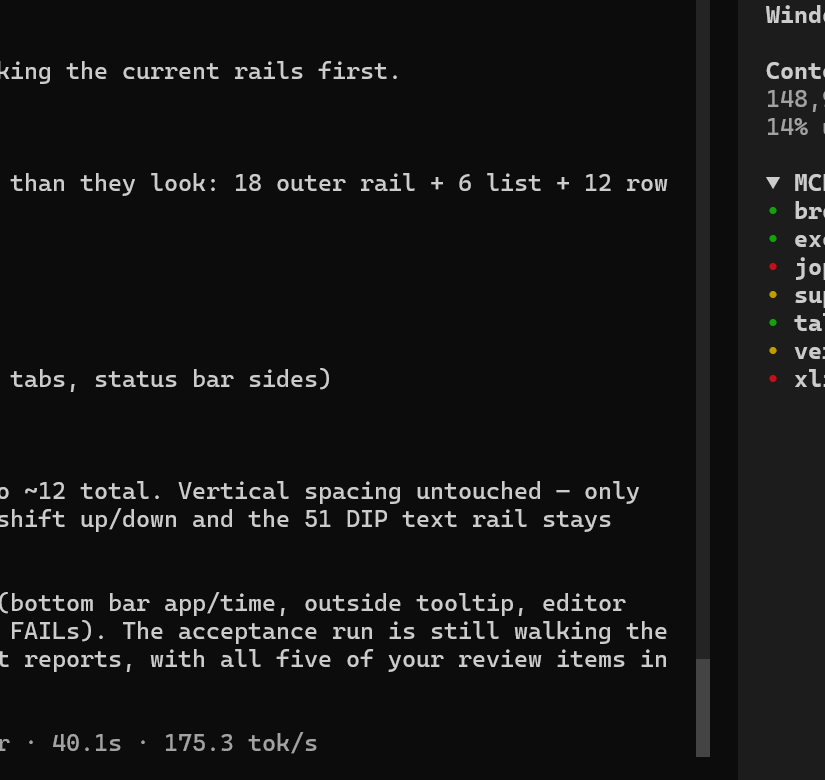 king the current rails first.
than they look: 18 outer rail + 6 list + 12 row
tabs, status bar sides)
o ~12 total. Vertical spacing untouched — only
shift up/down and the 51 DIP text rail stays
(bottom bar app/time, outside tooltip, editor
FAILs). The acceptance run is still walking the
t reports, with all five of your review items in
r · 40.1s · 175.3 tok/s
Wind
Cont
148,
14%
▼ MC
• br
• ex
• jo
• su
• ta
• ve
• xl